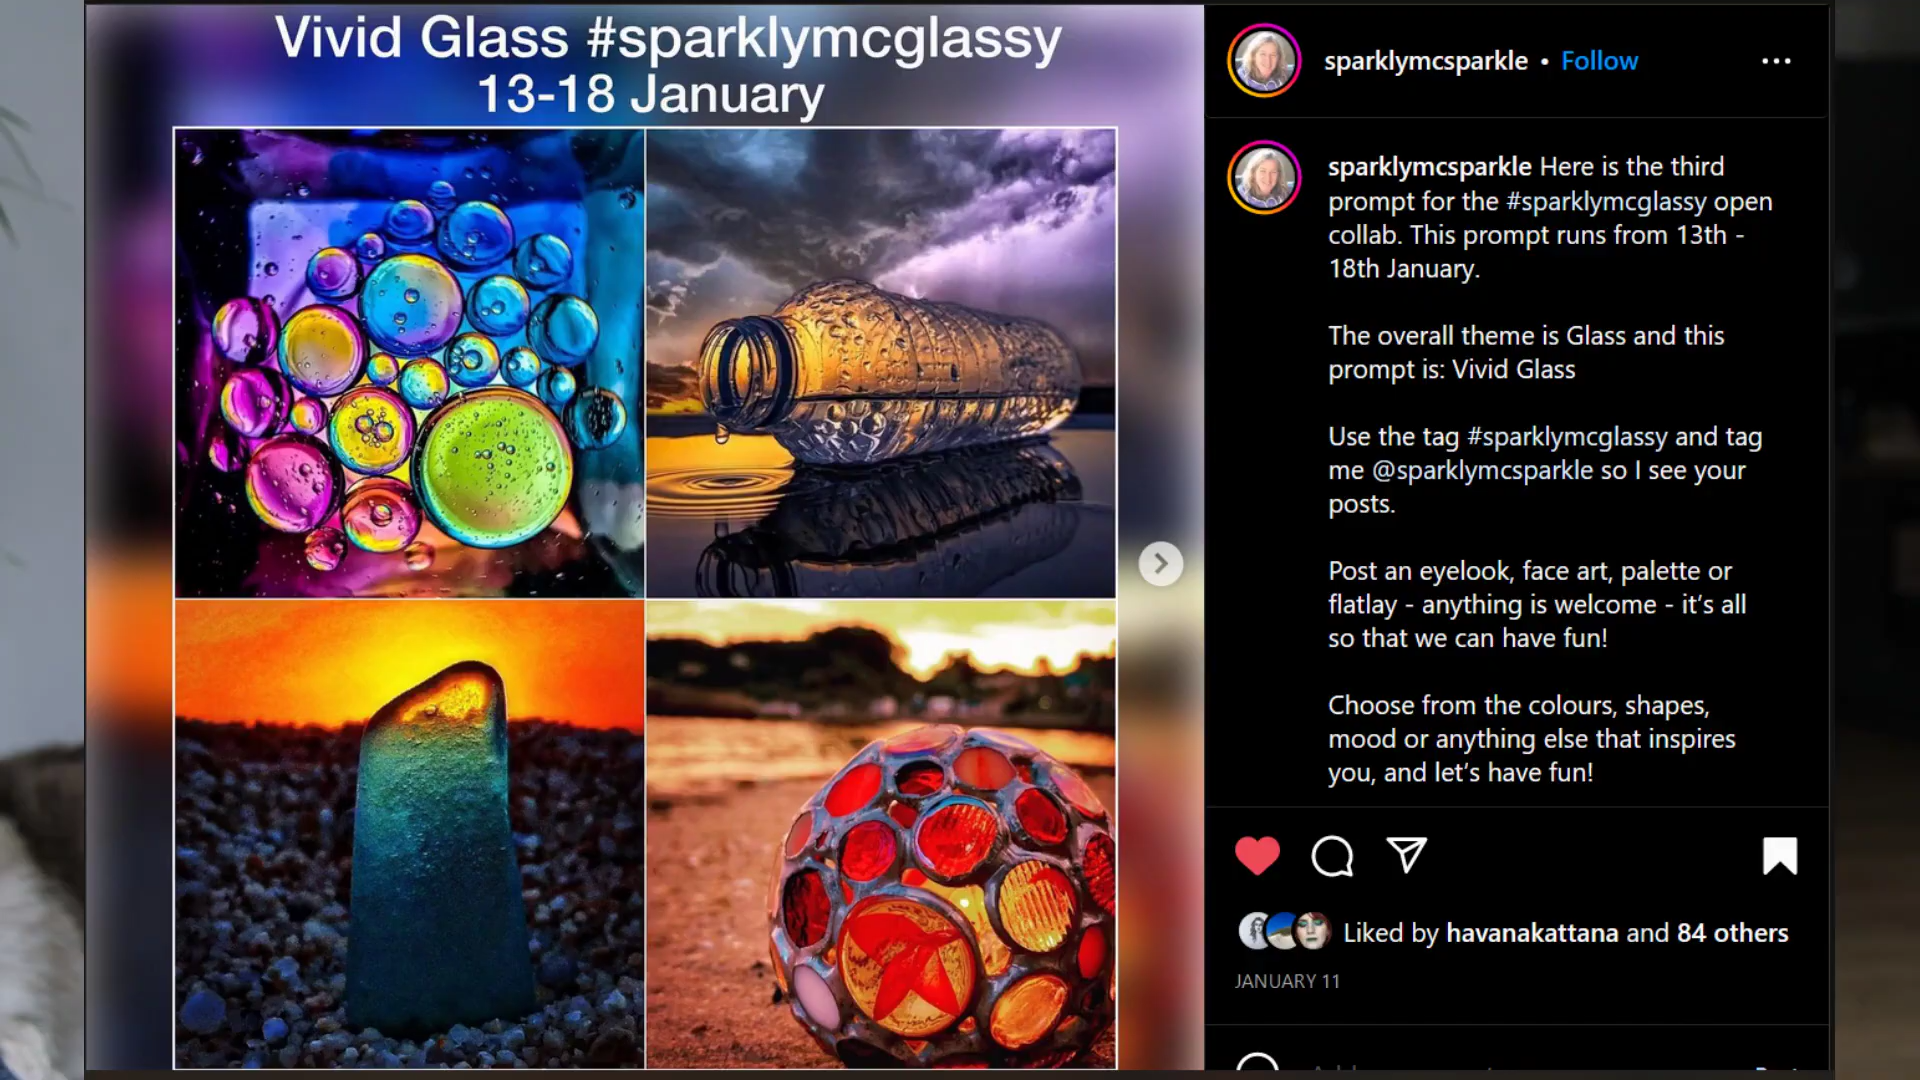 Vivid Glass #sparklymcglassy
13-18 January
sparklymcsparkle • Follow
sparklymcsparkle Here is the third
prompt for the #sparklymcglassy open
collab. This prompt runs from 13th -
18th January.
The overall theme is Glass and this
prompt is: Vivid Glass
Use the tag #sparklymcglassy and tag
me @sparklymcsparkle so I see your
posts.
Post an eyelook, face art, palette or
flatlay - anything is welcome - it’s all
so that we can have fun!
Choose from the colours, shapes,
mood or anything else that inspires
you, and let’s have fun!
Liked by havanakattana and 84 others
JANUARY 11